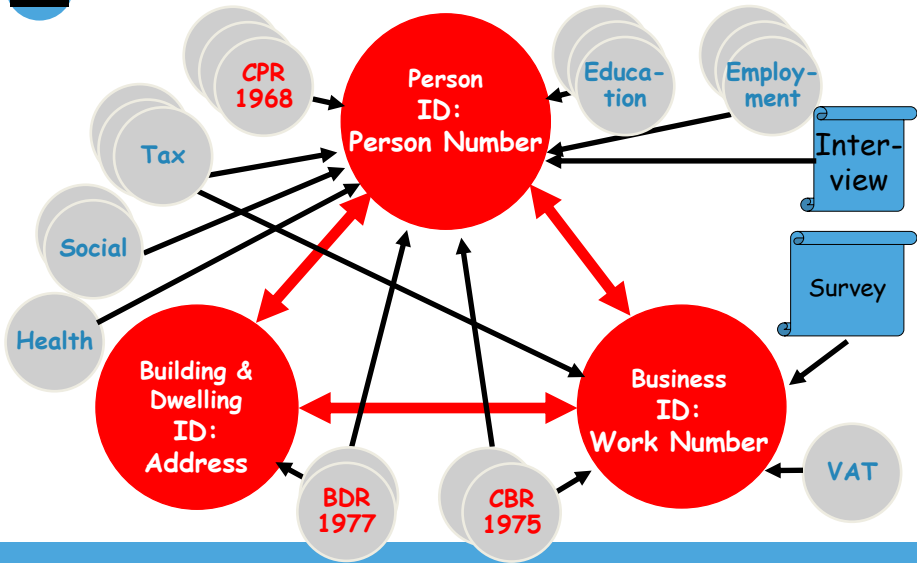 CPR
1968
Person
ID:
Person Number
Educa-
tion
Employ-
ment
Tax
Inter-
view
Social
Survey
Health
Building &
Dwelling
ID:
Address
Business
ID:
Work Number
BDR
1977
CBR
1975
VAT